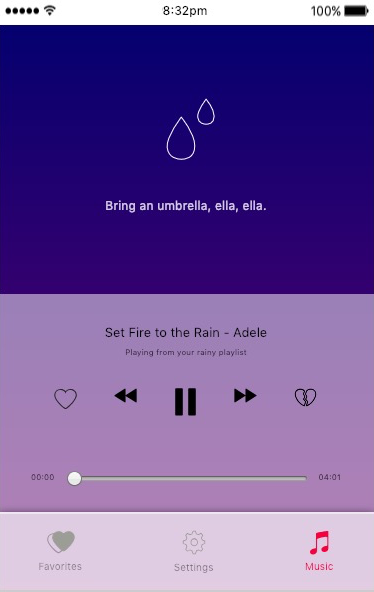 8:32pm 100%
Bring an umbrella, ella, ella.
Set Fire to the Rain - Adele
Playing from your rainy playlist
00:00 04:01
Favorites Settings Music